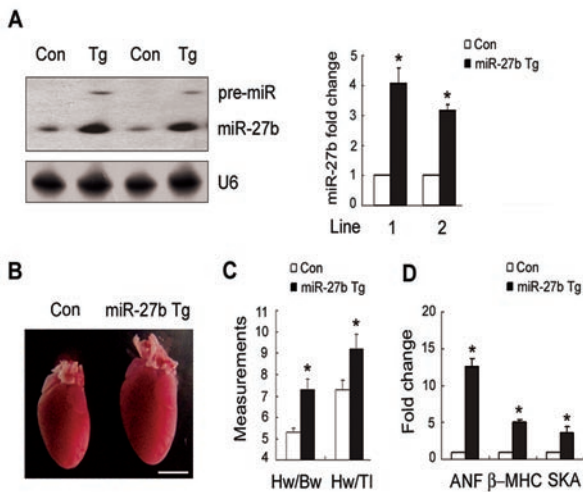 A
Con Tg Con Tg
pre-miR
miR-27b
U6
Con
miR-27b Tg
miR-27b fold change
5
4
3
2
1
0
*
*
Line 1 2
B
Con miR-27b Tg
C
Con
miR-27b Tg
Measurements
11
10
9
8
7
6
5
4
*
*
Hw/Bw Hw/Tl
D
Con
miR-27b Tg
Fold change
20
15
10
5
0
*
*
*
ANF β–MHC SKA